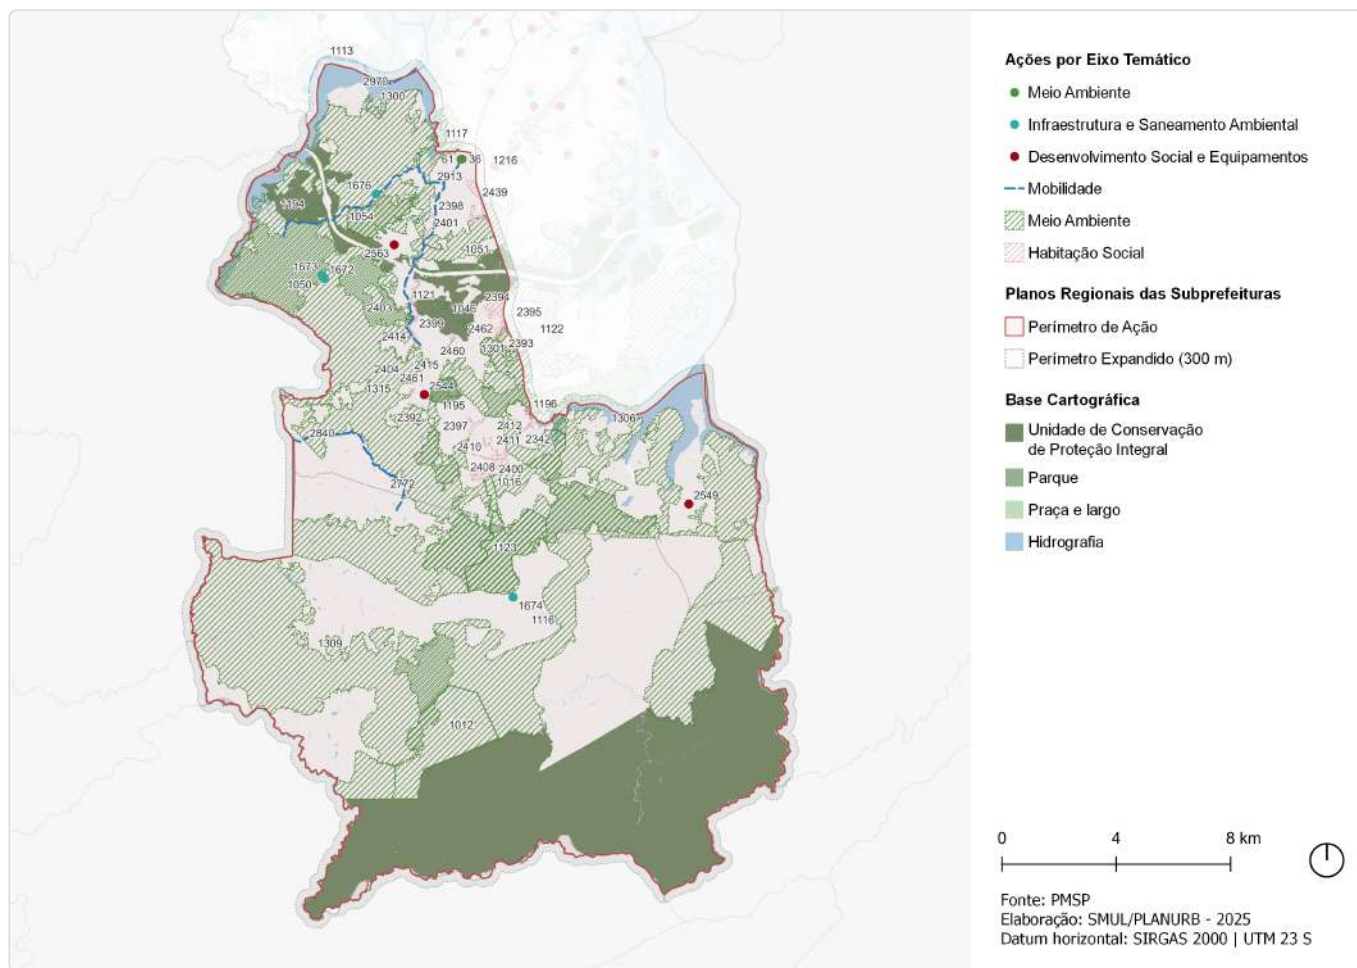 1113
2970
1300
1117
61
36
1216
2913
1676
2439
1194
2398
1054
2401
1051
2563
1673
1672
1050
1121
2394
2403
1046
2395
2399
2462
1122
2414
2393
2460
1301
2415
2404
2461
2544
1315
1195
1196
2392
1306
2397
2412
2840
2411
2342
2410
2408
2400
2772
1016
2549
1123
1674
1116
1309
1012
Ações por Eixo Temático
Meio Ambiente
Infraestrutura e Saneamento Ambiental
Desenvolvimento Social e Equipamentos
Mobilidade
Meio Ambiente
Habitação Social
Planos Regionais das Subprefeituras
Perímetro de Ação
Perímetro Expandido (300 m)
Base Cartográfica
Unidade de Conservação
de Proteção Integral
Parque
Praça e largo
Hidrografia
0 4 8 km
Fonte: PMSP
Elaboração: SMUL/PLANURB - 2025
Datum horizontal: SIRGAS 2000 | UTM 23 S